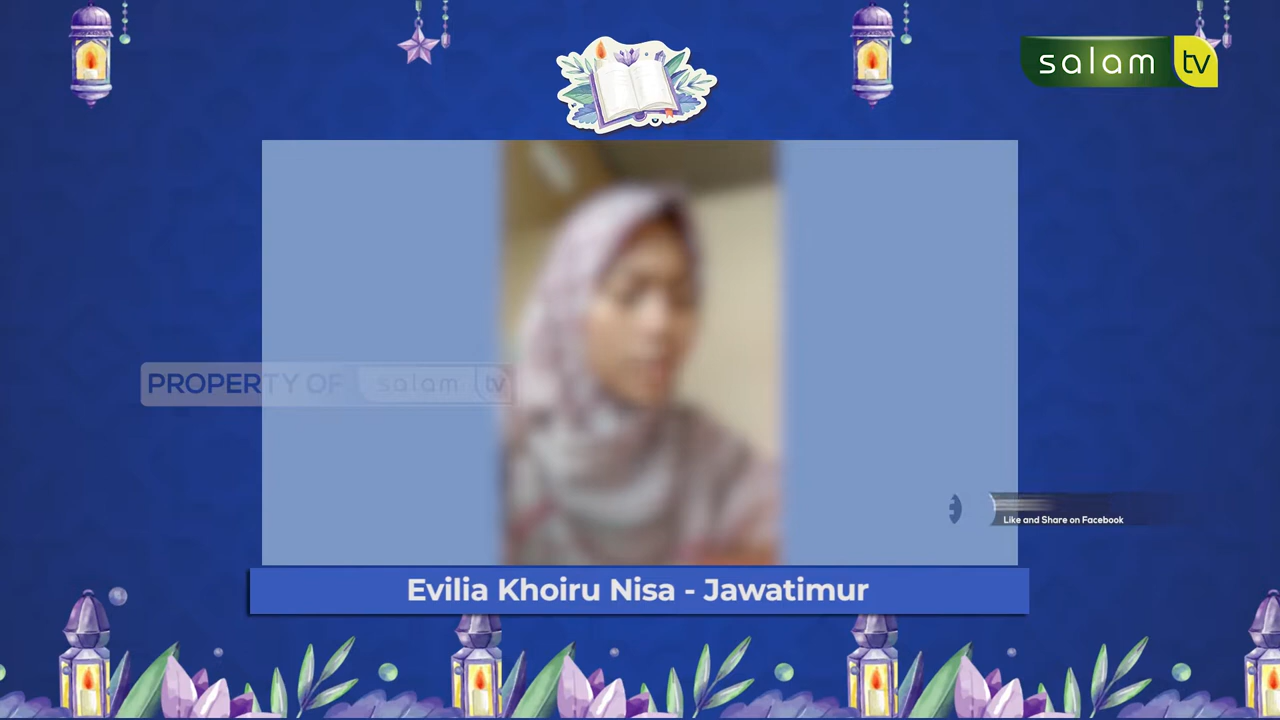 salam tv
PROPERTY OF salam tv
Like and Share on Facebook
Evilia Khoiru Nisa - Jawatimur